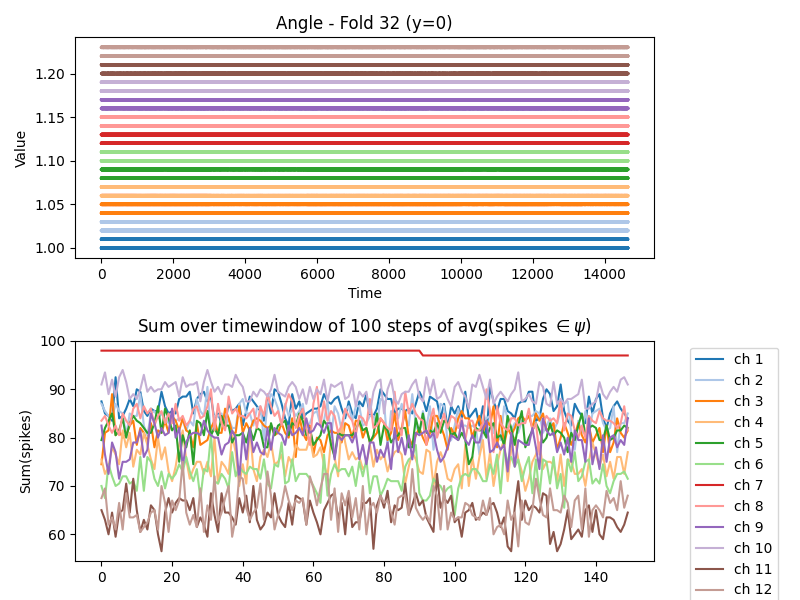 Angle - Fold 32 (y=0)
1.20
1.15
1.10
1.05
1.00
Value
0 2000 4000 6000 8000 10000 12000 14000
Time
Sum over timewindow of 100 steps of avg(spikes ∈ψ)
100
90
80
70
60
Sum(spikes)
0 20 40 60 80 100 120 140
ch 1
ch 2
ch 3
ch 4
ch 5
ch 6
ch 7
ch 8
ch 9
ch 10
ch 11
ch 12